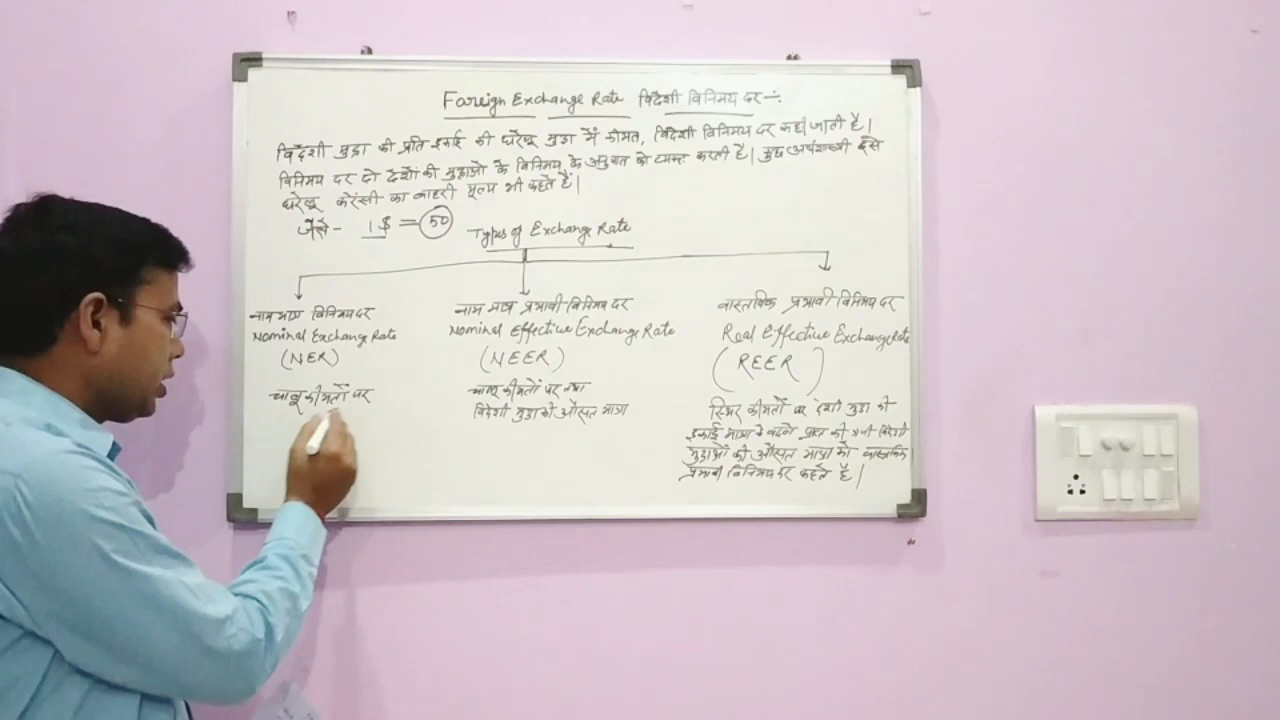 Foreign Exchange Rate विदेशी विनिमय दर ÷.
विदेशी मुद्रा की प्रति इकाई की घरेलू मुद्रा में कीमत, विदेशी विनिमय दर कही जाती है।
विनिमय दर दो देशों की मुद्राओं के विनिमय के अनुपात को व्यक्त करती है। कुछ अर्थशास्त्री इसे
घरेलू करेंसी का बाहरी मूल्य भी कहते हैं।
जैसे - 1$ = 50
Types of Exchange Rate
नाम मात्र विनिमय दर
Nominal Exchange Rate
(NER)
चालू कीमतों पर
नाम मात्र प्रभावी विनिमय दर
Nominal Effective Exchange Rate
(NEER)
चालू कीमतों पर तथा
विदेशी मुद्रा की औसत मात्रा
वास्तविक प्रभावी विनिमय दर
Real Effective Exchange Rate
(REER)
स्थिर कीमतों पर देशी मुद्रा की
इकाई मात्रा के बदले प्राप्त की विदेशी
मुद्राओं की औसत मात्रा को वास्तविक
प्रभावी विनिमय दर कहते है।